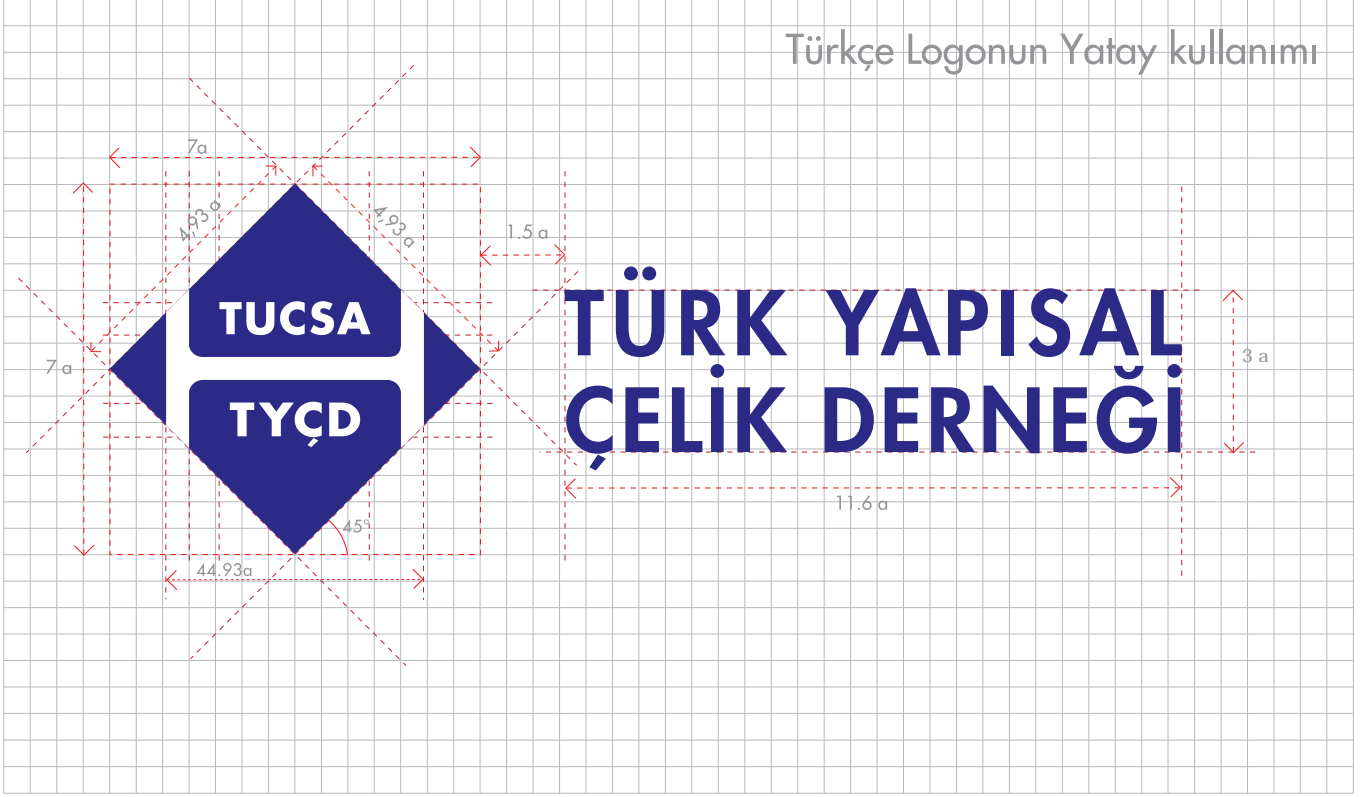 Türkçe Logonun Yatay kullanımı
7a
4,93 a
4,93 a
1.5 a
TUCSA
TYÇD
TÜRK YAPISAL
ÇELİK DERNEĞİ
7 a
3 a
11.6 a
45°
44.93a